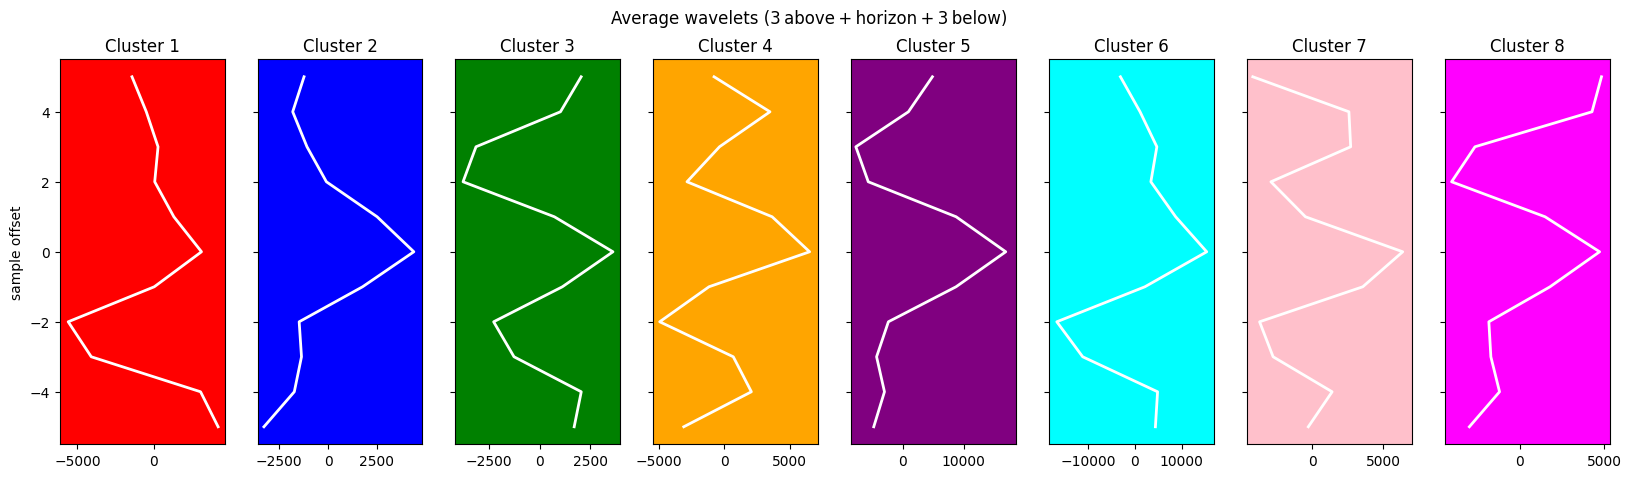 Average wavelets (3 above + horizon + 3 below)
Cluster 1 Cluster 2 Cluster 3 Cluster 4 Cluster 5 Cluster 6 Cluster 7 Cluster 8
sample offset
4
2
0
−2
−4
−5000 0 −2500 0 2500 −2500 0 2500 −5000 0 5000 0 10000 −10000 0 10000 0 5000 0 5000